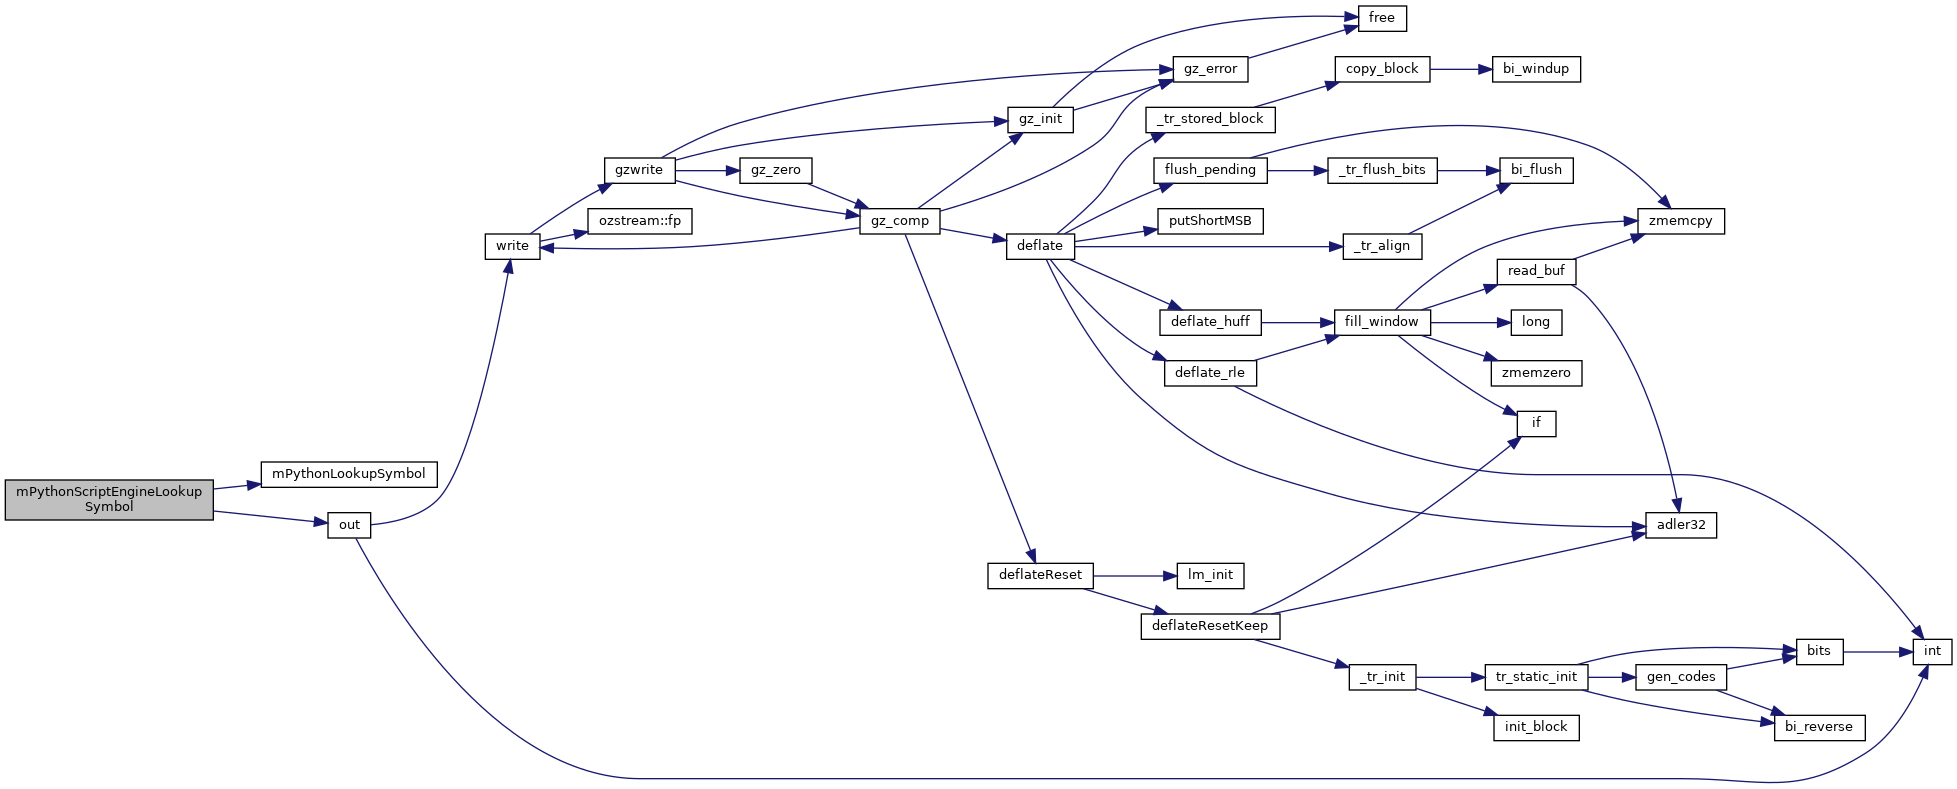 mPythonScriptEngineLookup
Symbol
mPythonLookupSymbol
out
write
gzwrite
ozstream::fp
gz_zero
gz_comp
gz_init
gz_error
free
deflate
_tr_stored_block
copy_block
bi_windup
flush_pending
_tr_flush_bits
bi_flush
putShortMSB
_tr_align
zmemcpy
deflate_huff
fill_window
read_buf
long
deflate_rle
zmemzero
if
adler32
deflateReset
lm_init
deflateResetKeep
_tr_init
tr_static_init
gen_codes
bits
int
init_block
bi_reverse